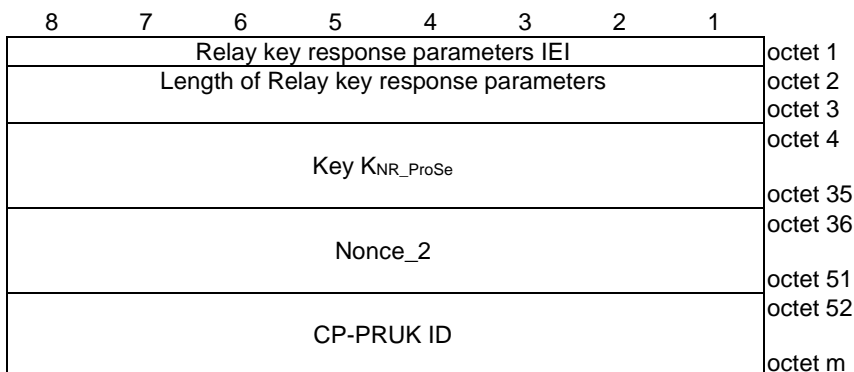 8 7 6 5 4 3 2 1
Relay key response parameters IEI octet 1
Length of Relay key response parameters octet 2
octet 3
octet 4
Key KNR_ProSe
octet 35
octet 36
Nonce_2
octet 51
octet 52
CP-PRUK ID
octet m